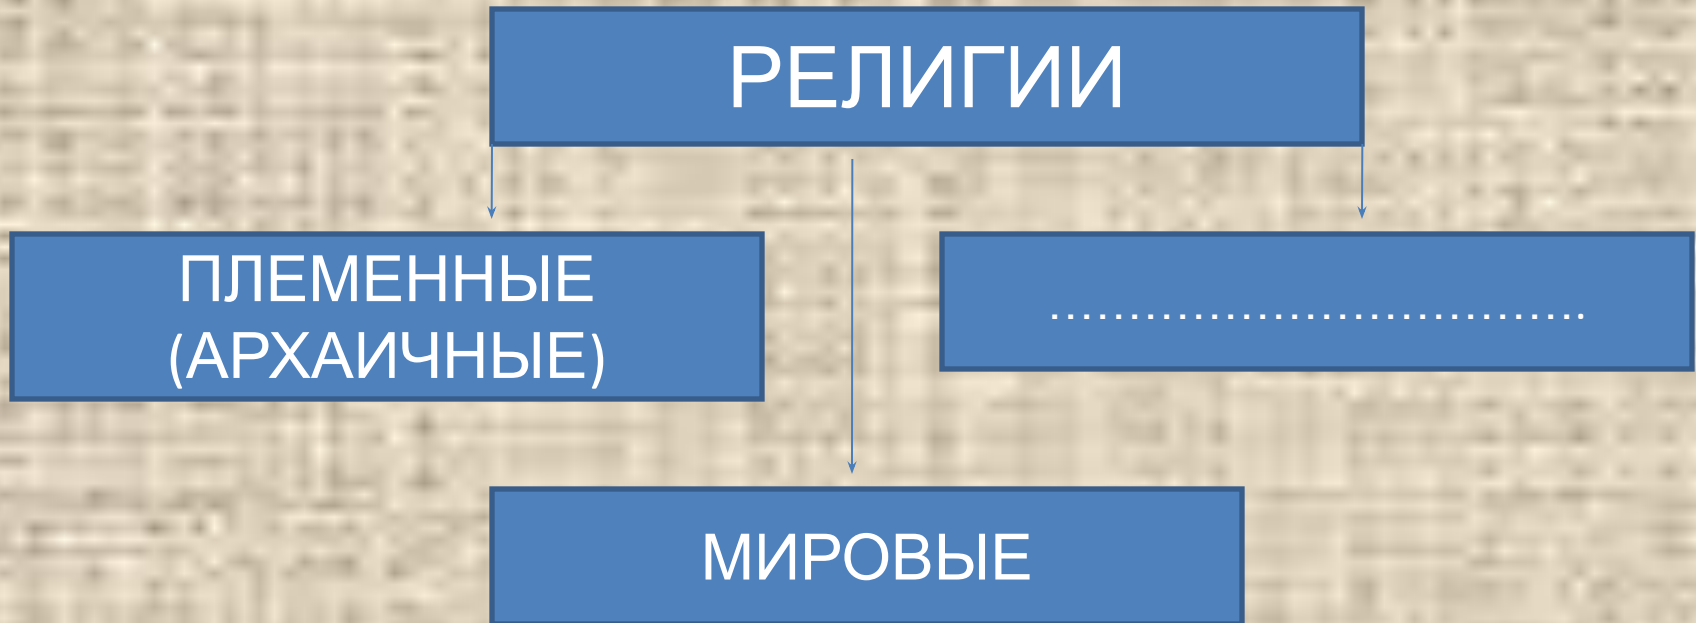 РЕЛИГИИ
ПЛЕМЕННЫЕ
(АРХАИЧНЫЕ)
..................................
МИРОВЫЕ